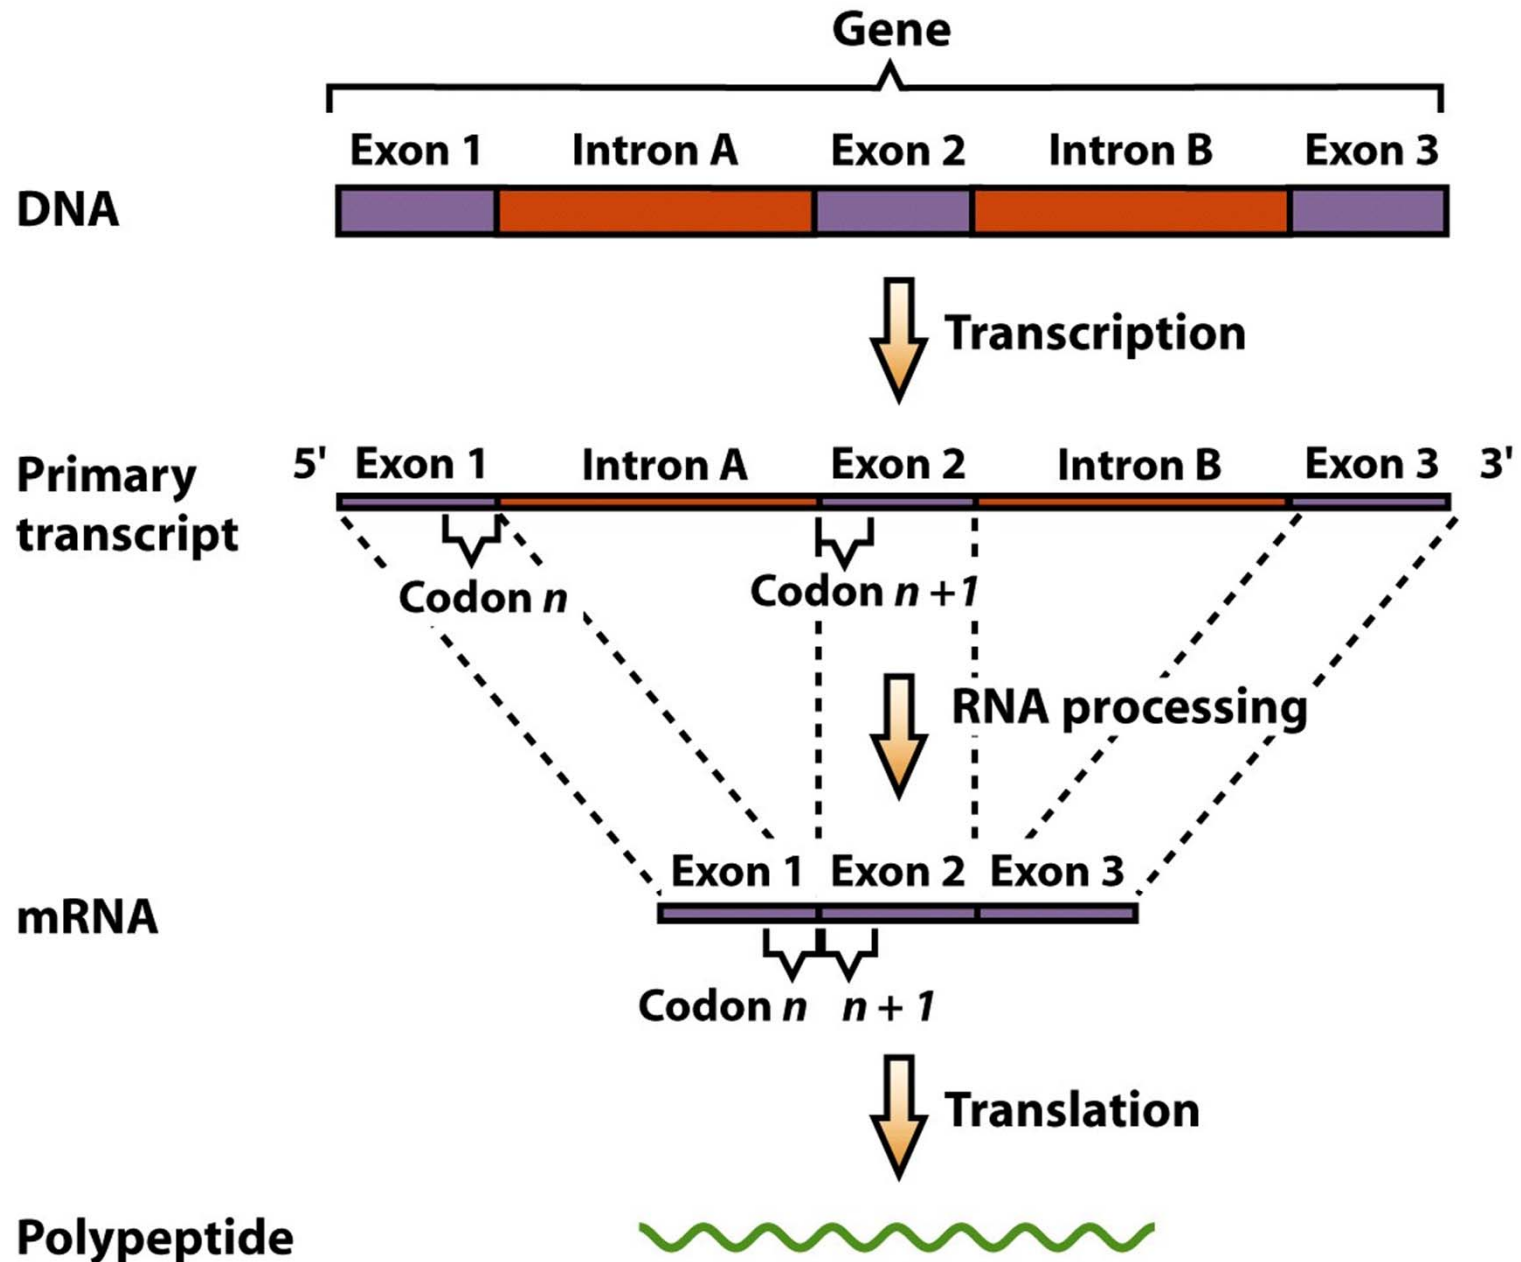 Gene
Exon 1 Intron A Exon 2 Intron B Exon 3
DNA
Transcription
Primary transcript
5' Exon 1 Intron A Exon 2 Intron B Exon 3 3'
Codon n Codon n +1
RNA processing
Exon 1 Exon 2 Exon 3
mRNA
Codon n n + 1
Translation
Polypeptide